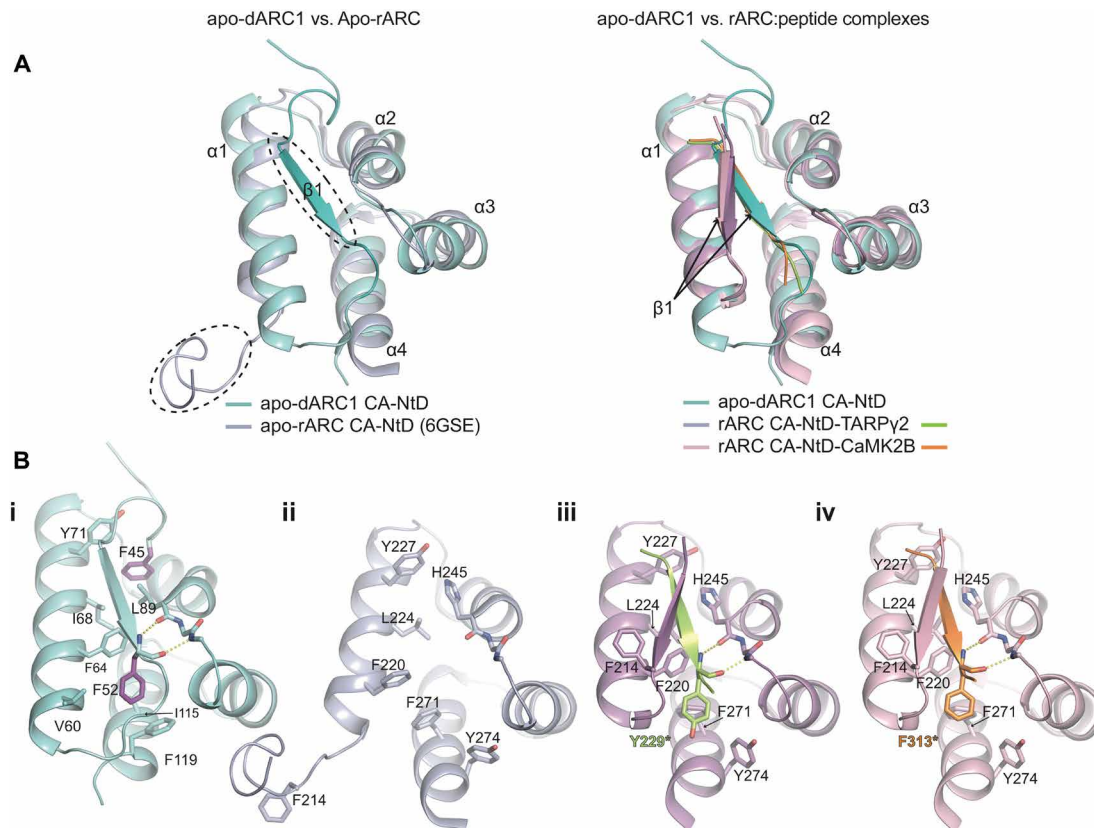 apo-dARC1 vs. Apo-rARC
apo-dARC1 vs. rARC:peptide complexes
A
α1
α2
β1
α3
α4
apo-dARC1 CA-NtD
apo-rARC CA-NtD (6GSE)
α1
α2
α3
β1
α4
apo-dARC1 CA-NtD
rARC CA-NtD-TARPγ2
rARC CA-NtD-CaMK2B
B
i
Y71
F45
L89
I68
F64
F52
V60
I115
F119
ii
Y227
H245
L224
F220
F271
Y274
F214
iii
Y227
H245
L224
F214
F220
F271
Y229*
Y274
iv
Y227
H245
L224
F214
F220
F271
F313*
Y274